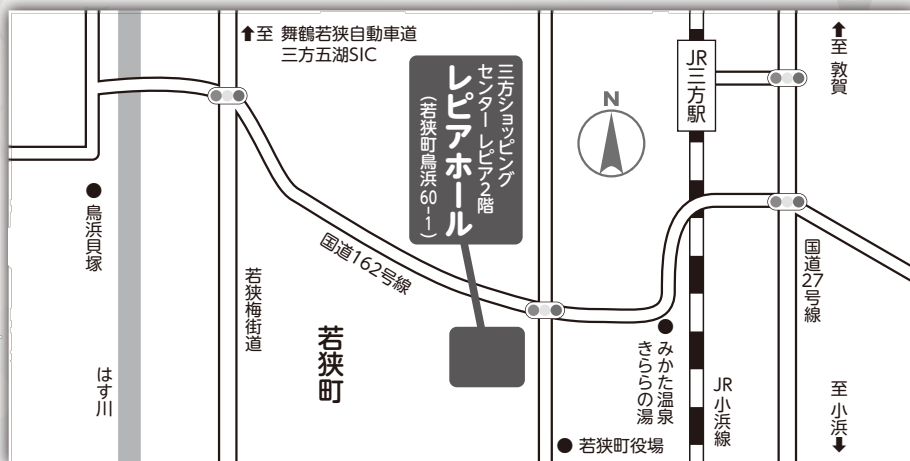 ⬆至 舞鶴若狭自動車道
三方五湖SIC
三方ショッピング
センター レピア2階
レピアホール
(若狭町鳥浜60-1)
N
JR三方駅
⬆至 敦賀
鳥浜貝塚
国道162号線
若狭梅街道
若狭町
はす川
国道27号線
みかた温泉
きららの湯
JR小浜線
至 小浜⬇
若狭町役場